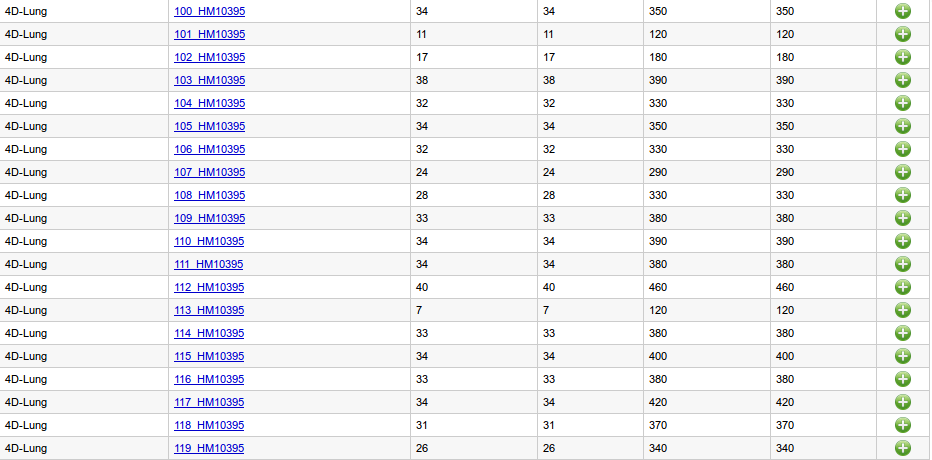 4D-Lung 100_HM10395 34 34 350 350
4D-Lung 101_HM10395 11 11 120 120
4D-Lung 102_HM10395 17 17 180 180
4D-Lung 103_HM10395 38 38 390 390
4D-Lung 104_HM10395 32 32 330 330
4D-Lung 105_HM10395 34 34 350 350
4D-Lung 106_HM10395 32 32 330 330
4D-Lung 107_HM10395 24 24 290 290
4D-Lung 108_HM10395 28 28 330 330
4D-Lung 109_HM10395 33 33 380 380
4D-Lung 110_HM10395 34 34 390 390
4D-Lung 111_HM10395 34 34 380 380
4D-Lung 112_HM10395 40 40 460 460
4D-Lung 113_HM10395 7 7 120 120
4D-Lung 114_HM10395 33 33 380 380
4D-Lung 115_HM10395 34 34 400 400
4D-Lung 116_HM10395 33 33 380 380
4D-Lung 117_HM10395 34 34 420 420
4D-Lung 118_HM10395 31 31 370 370
4D-Lung 119_HM10395 26 26 340 340